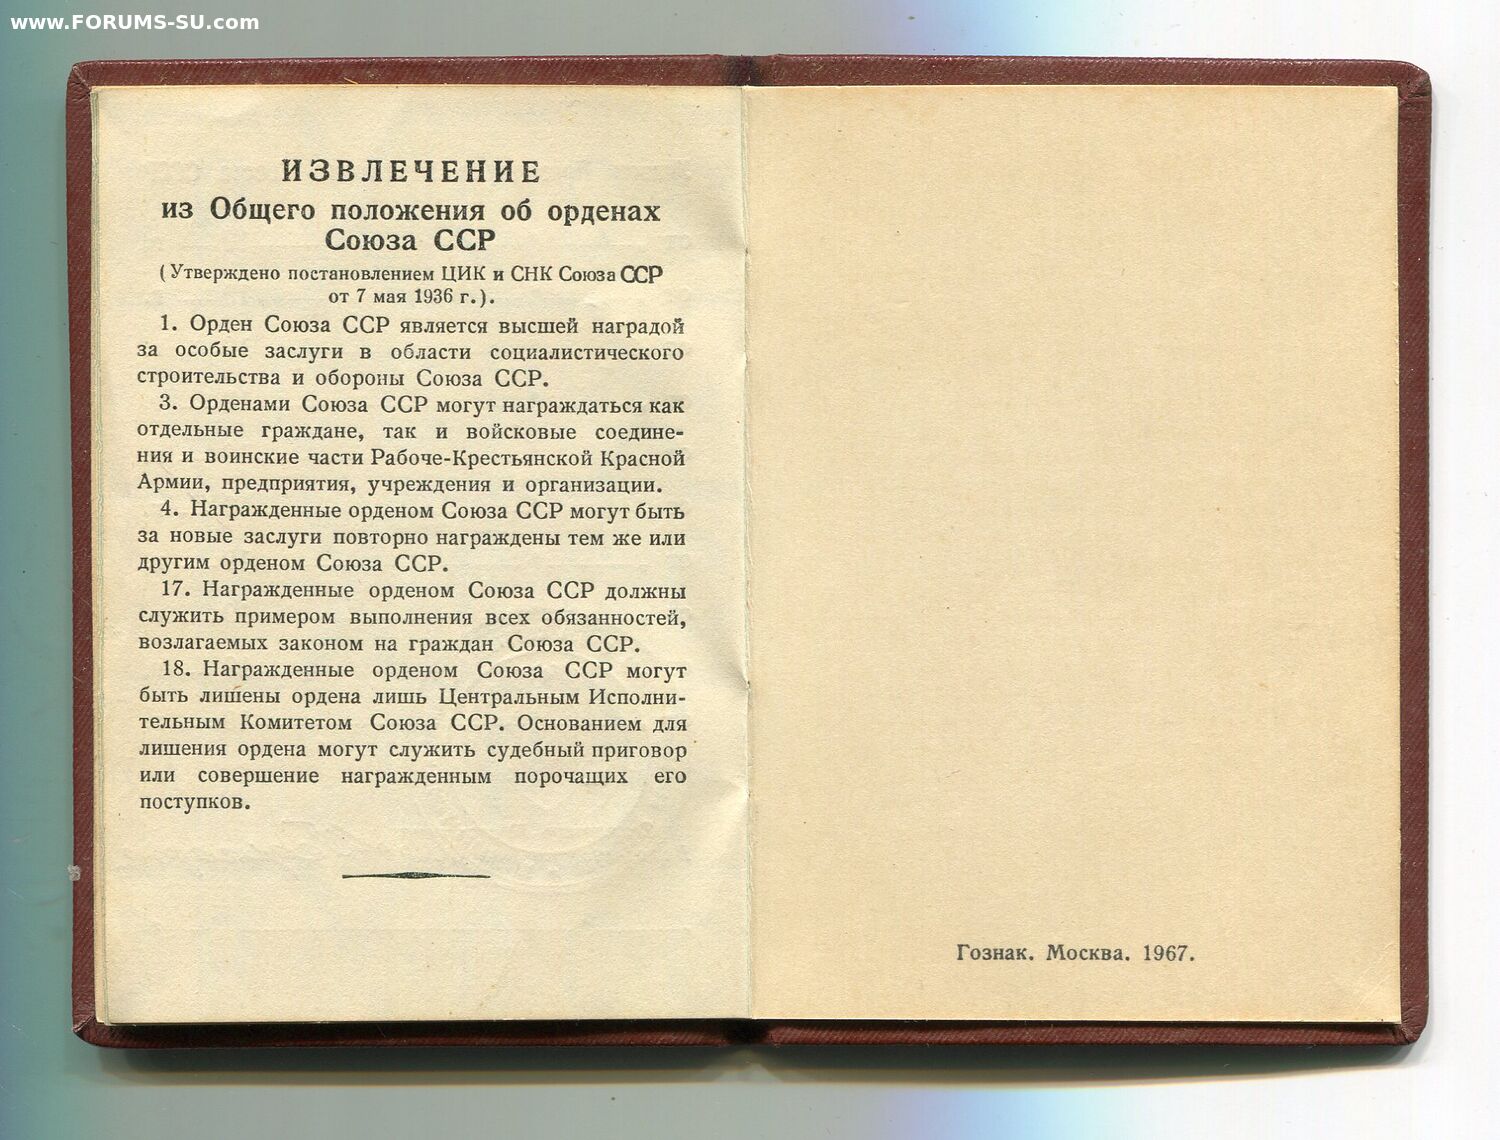 www.FORUMS-SU.com
ИЗВЛЕЧЕНИЕ
из Общего положения об орденах
Союза ССР
(Утверждено постановлением ЦИК и СНК Союза ССР
от 7 мая 1936 г.).
1. Орден Союза ССР является высшей наградой
за особые заслуги в области социалистического
строительства и обороны Союза ССР.
3. Орденами Союза ССР могут награждаться как
отдельные граждане, так и войсковые соедине-
ния и воинские части Рабоче-Крестьянской Красной
Армии, предприятия, учреждения и организации.
4. Награжденные орденом Союза ССР могут быть
за новые заслуги повторно награждены тем же или
другим орденом Союза ССР.
17. Награжденные орденом Союза ССР должны
служить примером выполнения всех обязанностей,
возлагаемых законом на граждан Союза ССР.
18. Награжденные орденом Союза ССР могут
быть лишены ордена лишь Центральным Исполни-
тельным Комитетом Союза ССР. Основанием для
лишения ордена могут служить судебный приговор
или совершение награжденным порочащих его
поступков.
Гознак. Москва. 1967.